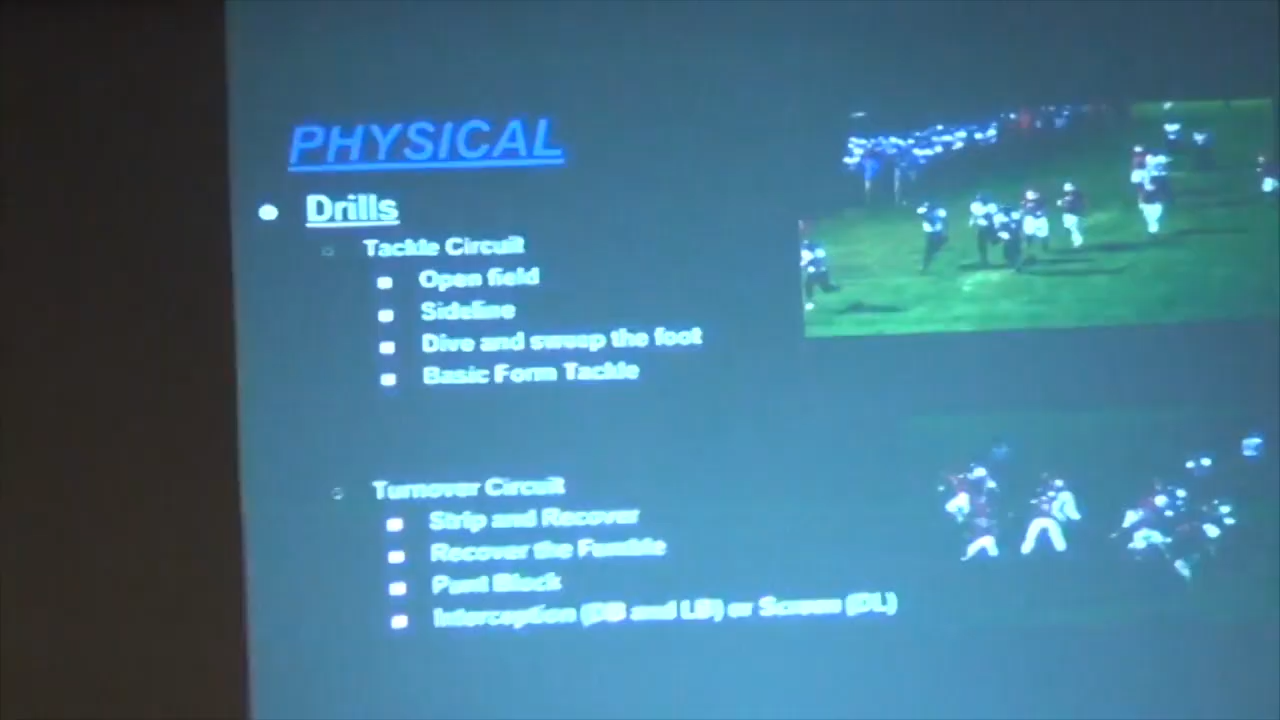 PHYSICAL
Drills
Tackle Circuit
Open field
Sideline
Dive and sweep the foot
Basic Form Tackle
Turnover Circuit
Strip and Recover
Recover the Fumble
Punt Block
Interception (DB and LB) or Screen (DL)